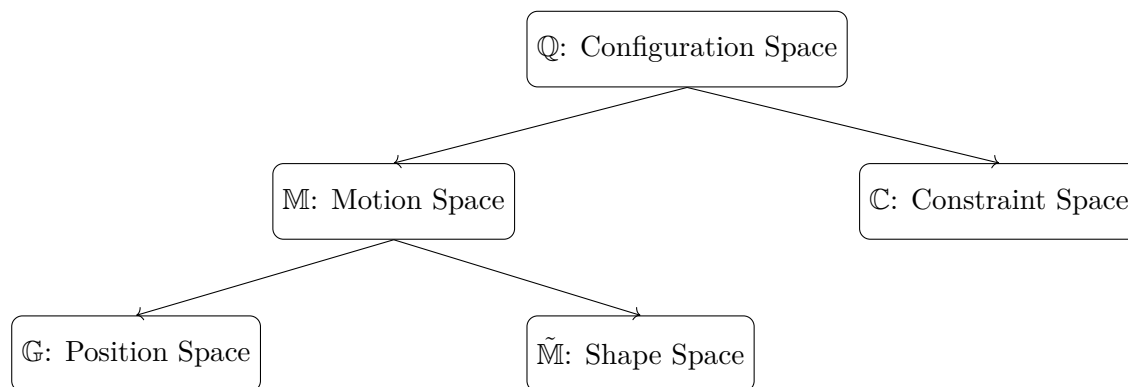 ℚ: Configuration Space
𝕄: Motion Space
ℂ: Constraint Space
𝔾: Position Space
𝕄̃: Shape Space